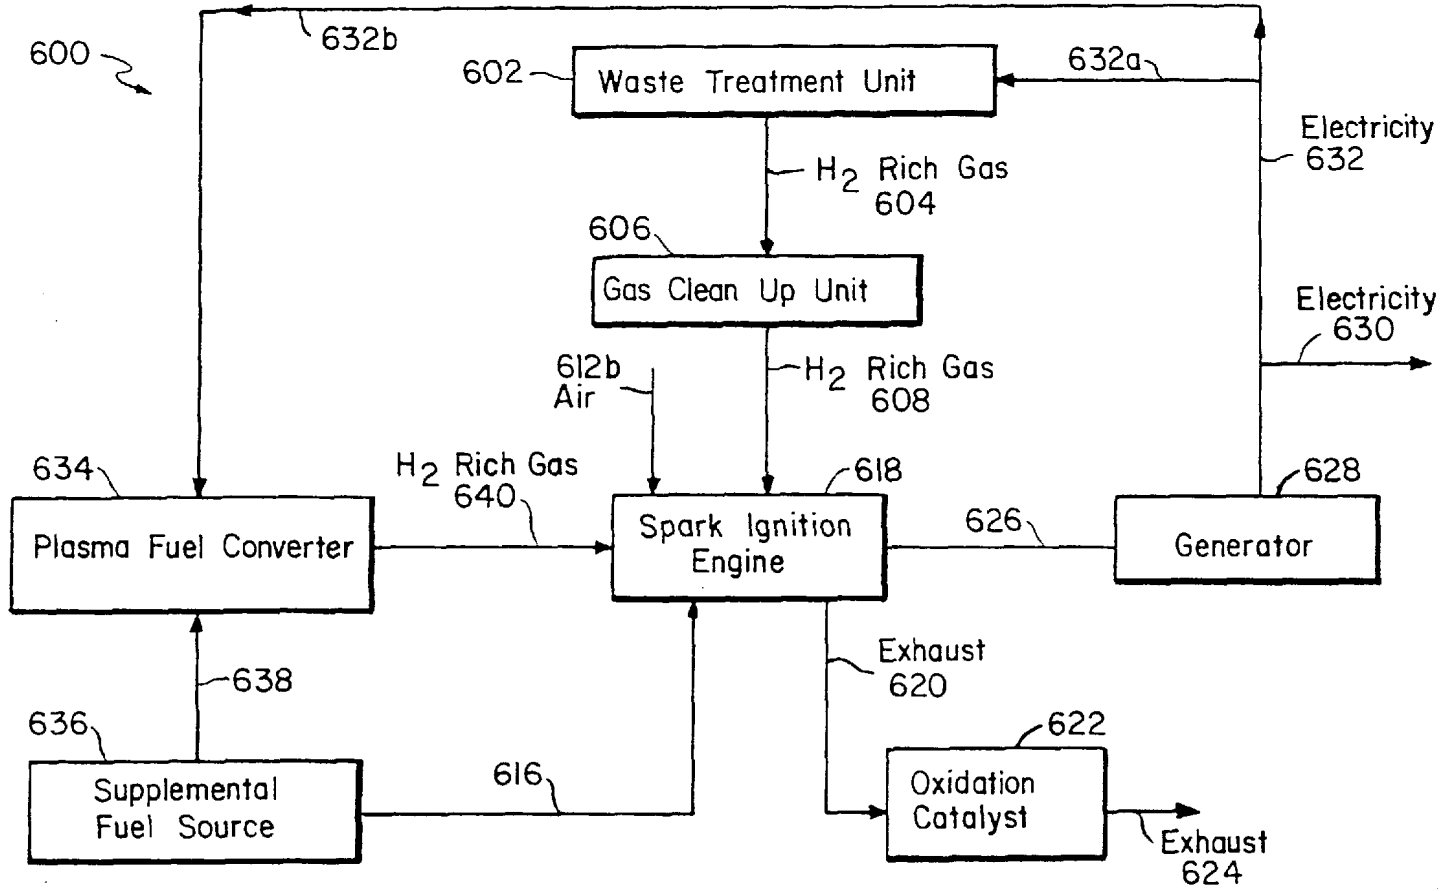 632b
600
602
Waste Treatment Unit
632a
Electricity
632
H2 Rich Gas
604
606
Gas Clean Up Unit
Electricity
630
612b
Air
H2 Rich Gas
608
634
H2 Rich Gas
640
618
628
Plasma Fuel Converter
Spark Ignition
Engine
626
Generator
638
Exhaust
620
636
622
Supplemental
Fuel Source
616
Oxidation
Catalyst
Exhaust
624